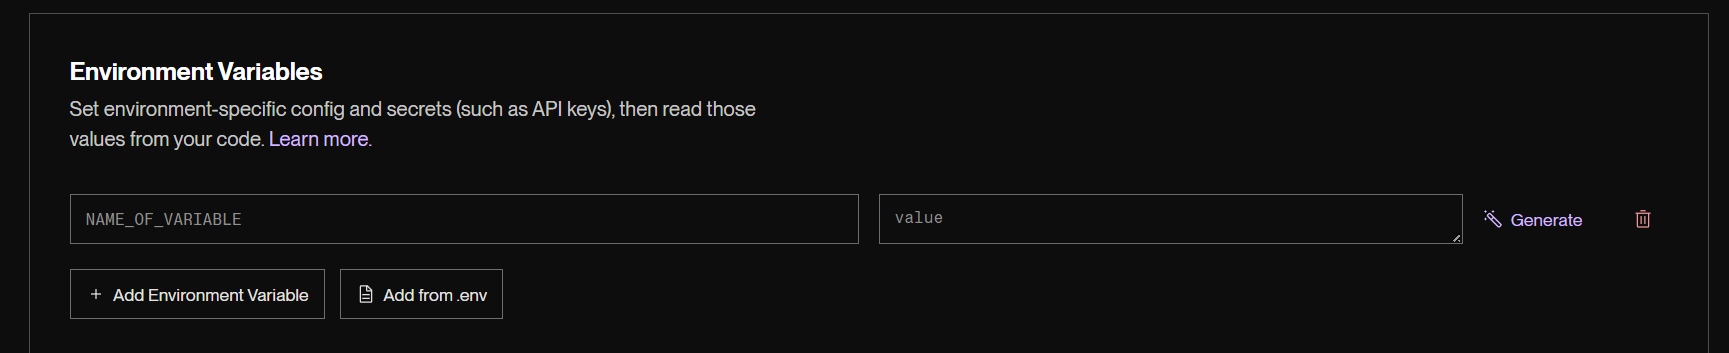 Environment Variables
Set environment-specific config and secrets (such as API keys), then read those
values from your code. Learn more.
NAME_OF_VARIABLE
value
Generate
Add Environment Variable
Add from .env